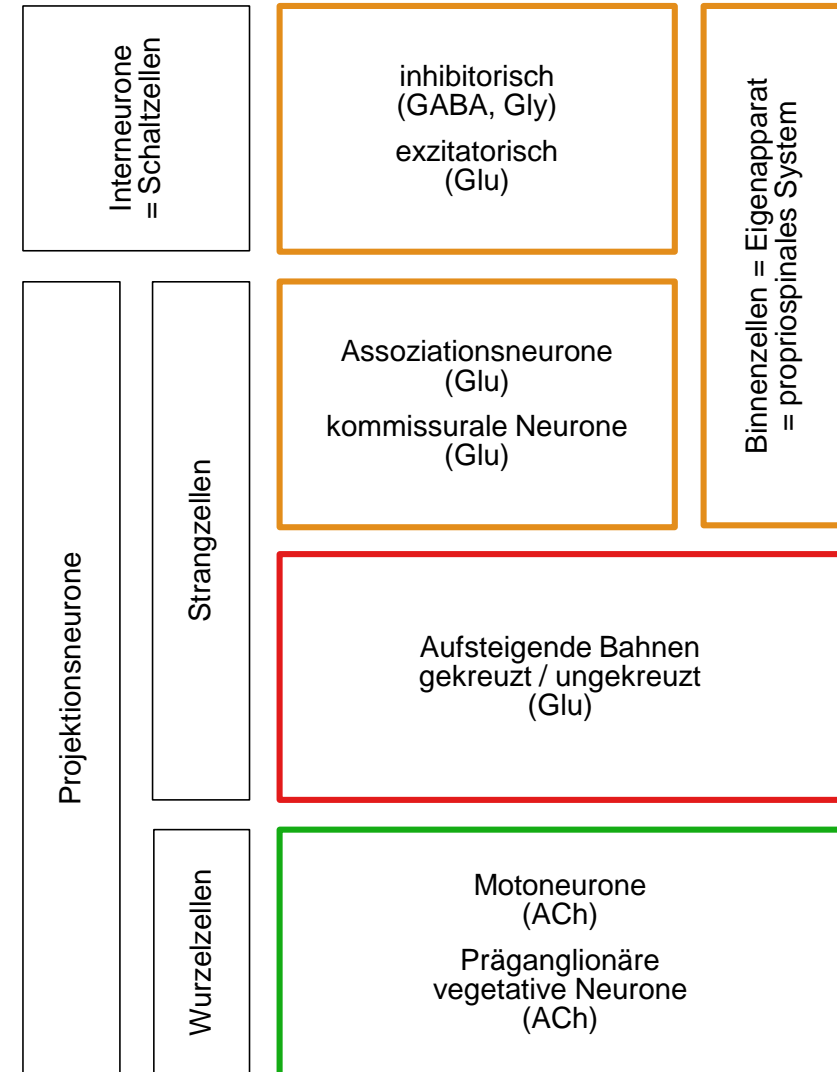 Interneurone
= Schaltzellen
inhibitorisch
(GABA, Gly)
exzitatorisch
(Glu)
Binnenzellen = Eigenapparat
= propriospinales System
Projektionsneurone
Strangzellen
Assoziationsneurone
(Glu)
kommissurale Neurone
(Glu)
Aufsteigende Bahnen
gekreuzt / ungekreuzt
(Glu)
Wurzelzellen
Motoneurone
(ACh)
Präganglionäre
vegetative Neurone
(ACh)